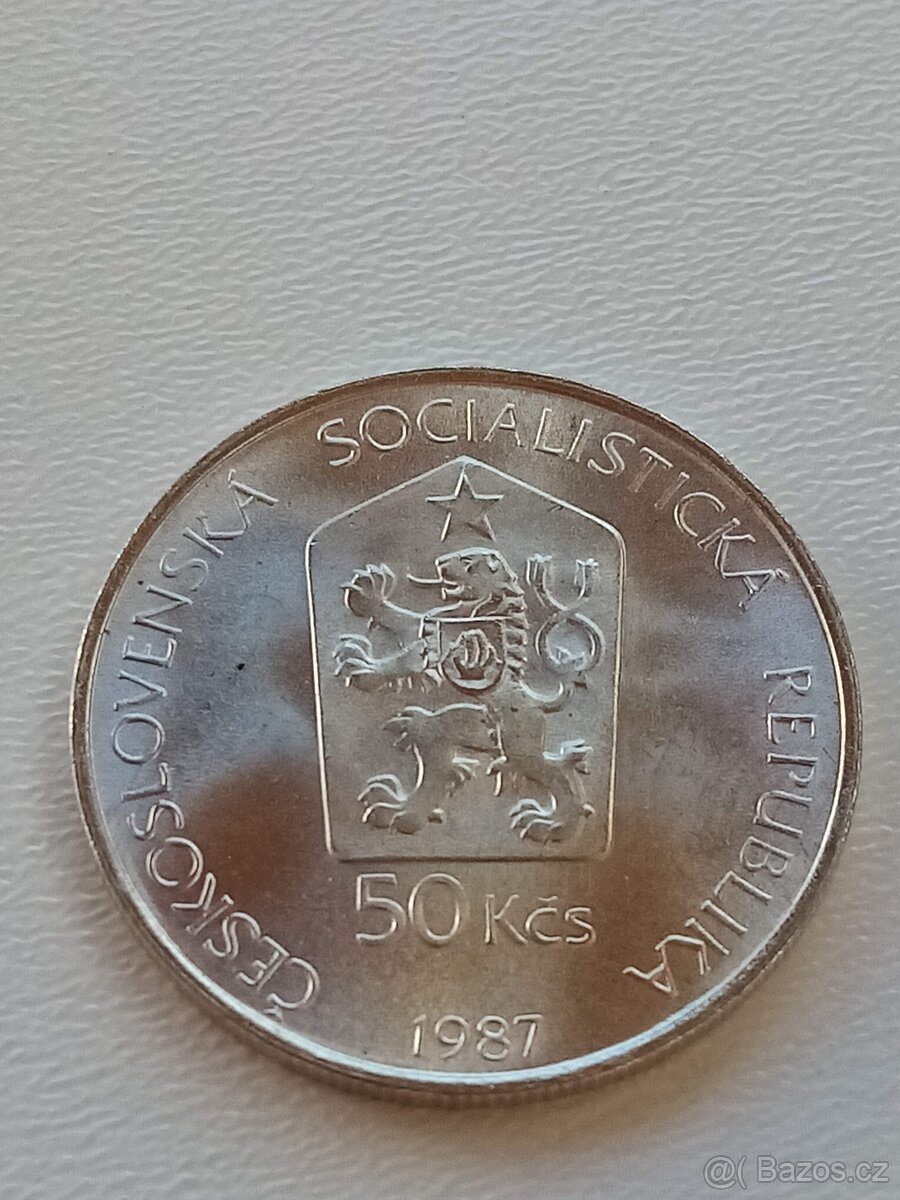 ČESKOSLOVENSKÁ SOCIALISTICKÁ REPUBLIKA
50 Kčs
1987
@( Bazos.cz